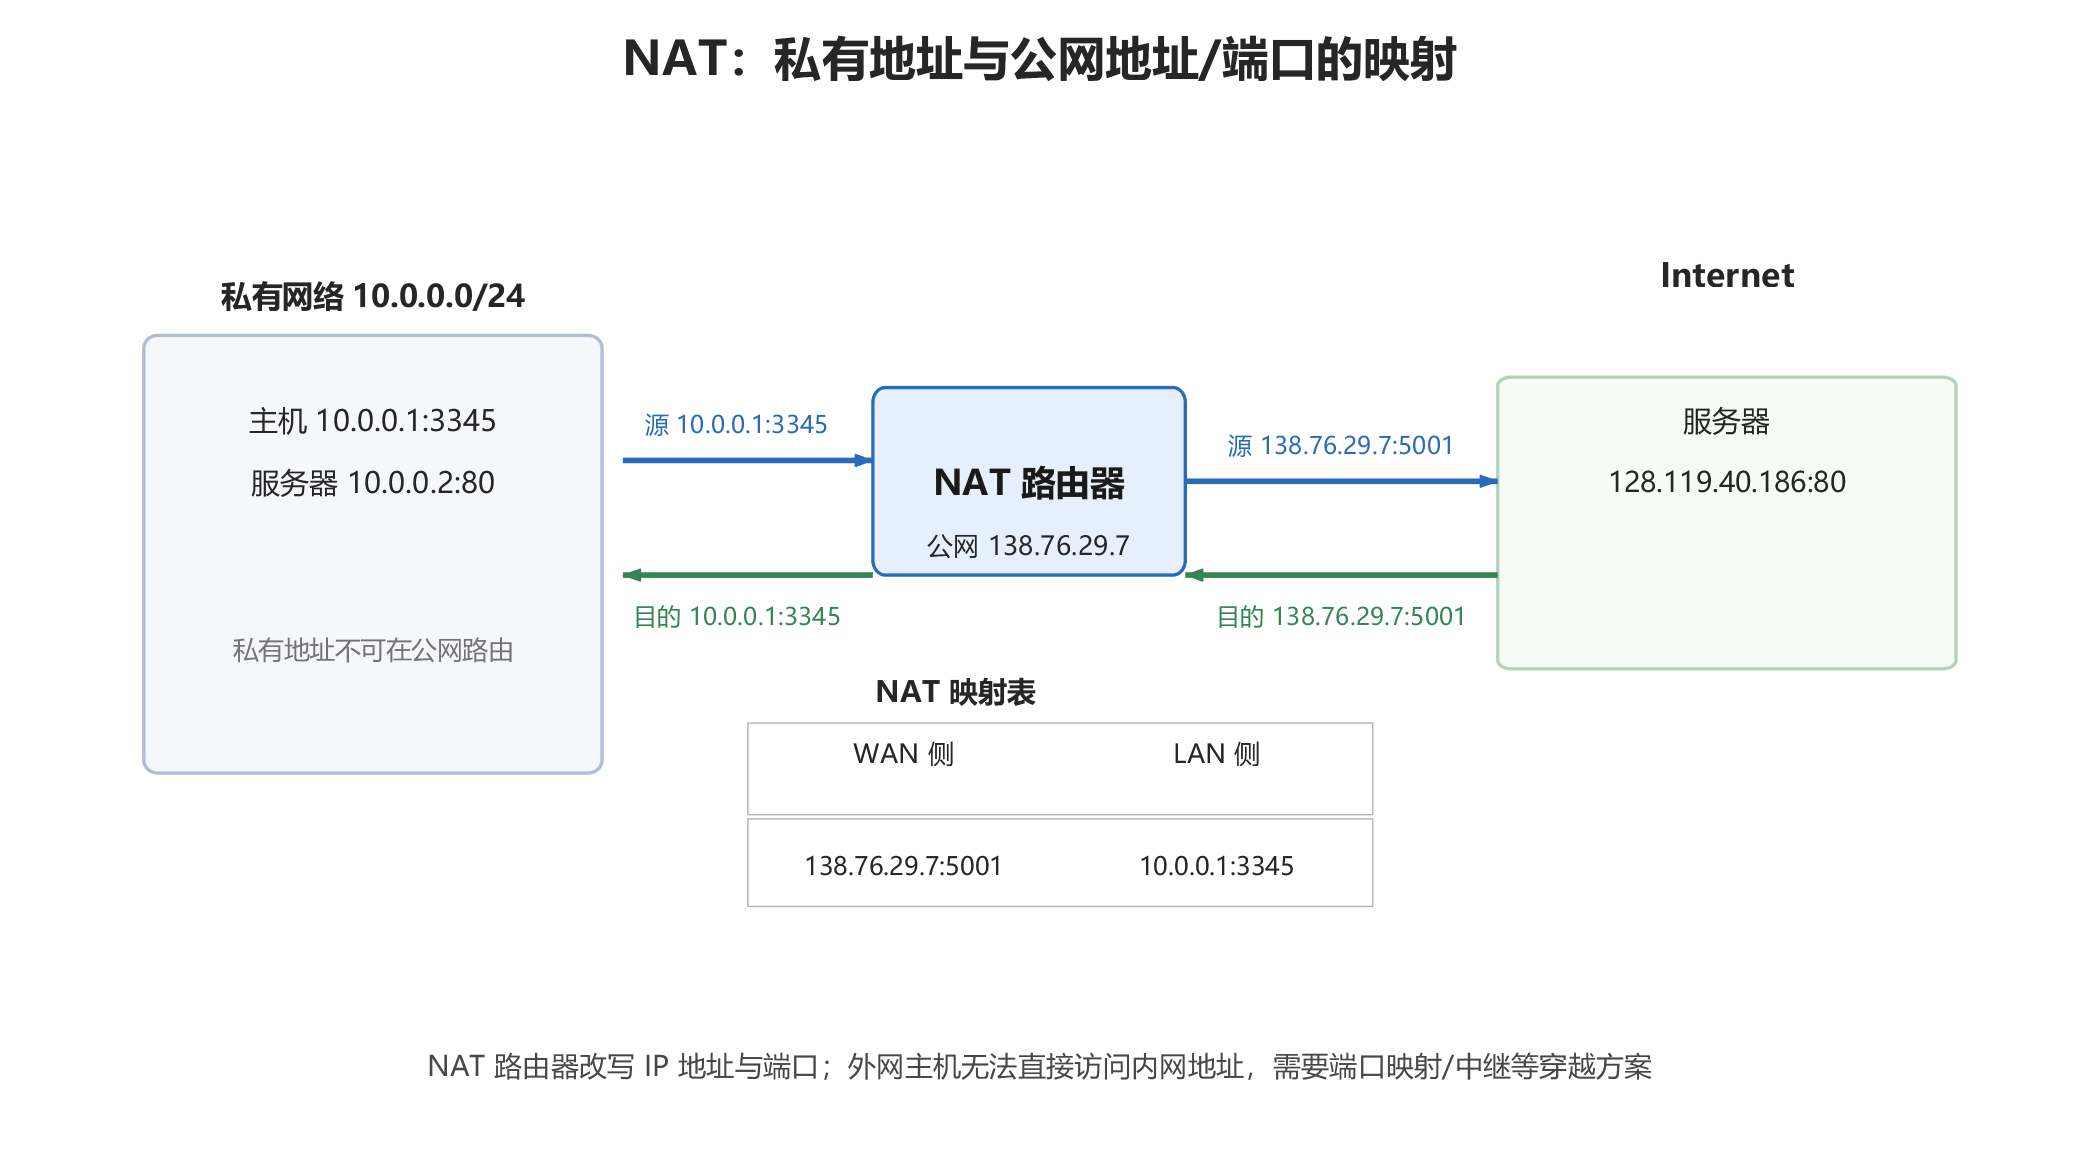 NAT：私有地址与公网地址/端口的映射
私有网络 10.0.0.0/24
主机 10.0.0.1:3345
服务器 10.0.0.2:80
私有地址不可在公网路由
源 10.0.0.1:3345
目的 10.0.0.1:3345
NAT 路由器
公网 138.76.29.7
源 138.76.29.7:5001
目的 138.76.29.7:5001
Internet
服务器
128.119.40.186:80
NAT 映射表
WAN 侧 LAN 侧
138.76.29.7:5001 10.0.0.1:3345
NAT 路由器改写 IP 地址与端口；外网主机无法直接访问内网地址，需要端口映射/中继等穿越方案